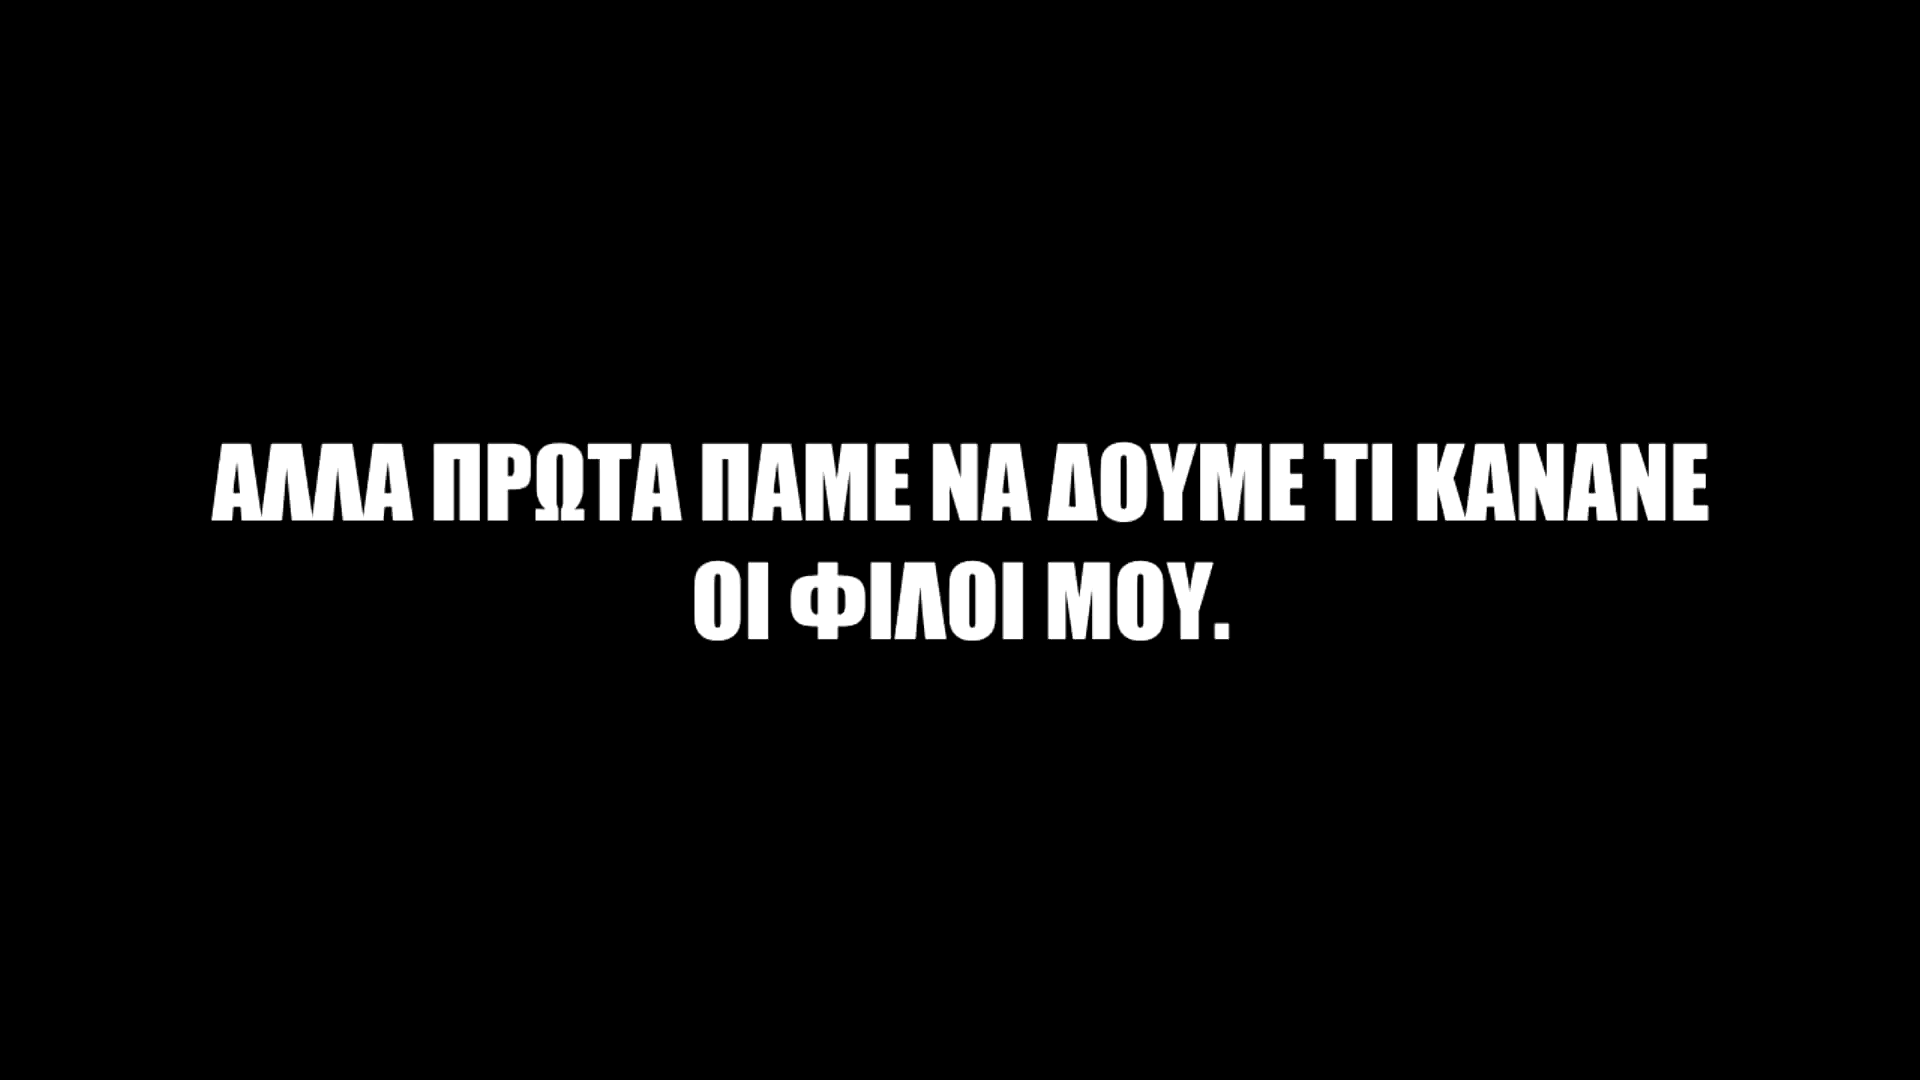 ΑΛΛΑ ΠΡΩΤΑ ΠΑΜΕ ΝΑ ΔΟΥΜΕ ΤΙ ΚΑΝΑΝΕ
ΟΙ ΦΙΛΟΙ ΜΟΥ.